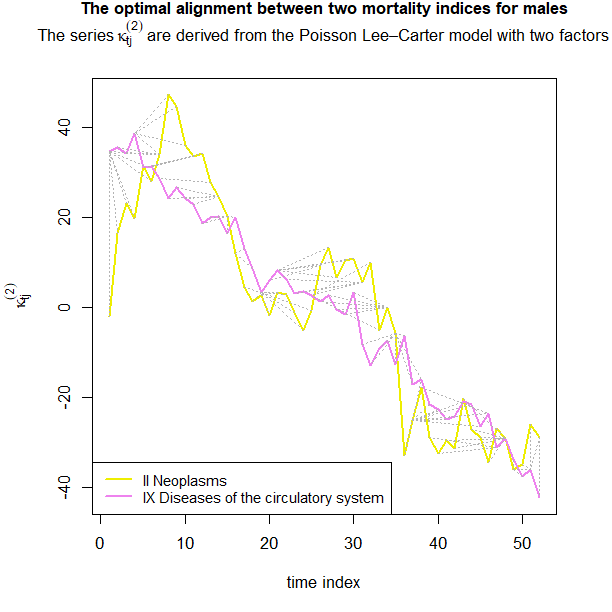 The optimal alignment between two mortality indices for males
The series κtj(2) are derived from the Poisson Lee–Carter model with two factors
κtj(2)
40
20
0
-20
-40
II Neoplasms
IX Diseases of the circulatory system
0 10 20 30 40 50
time index